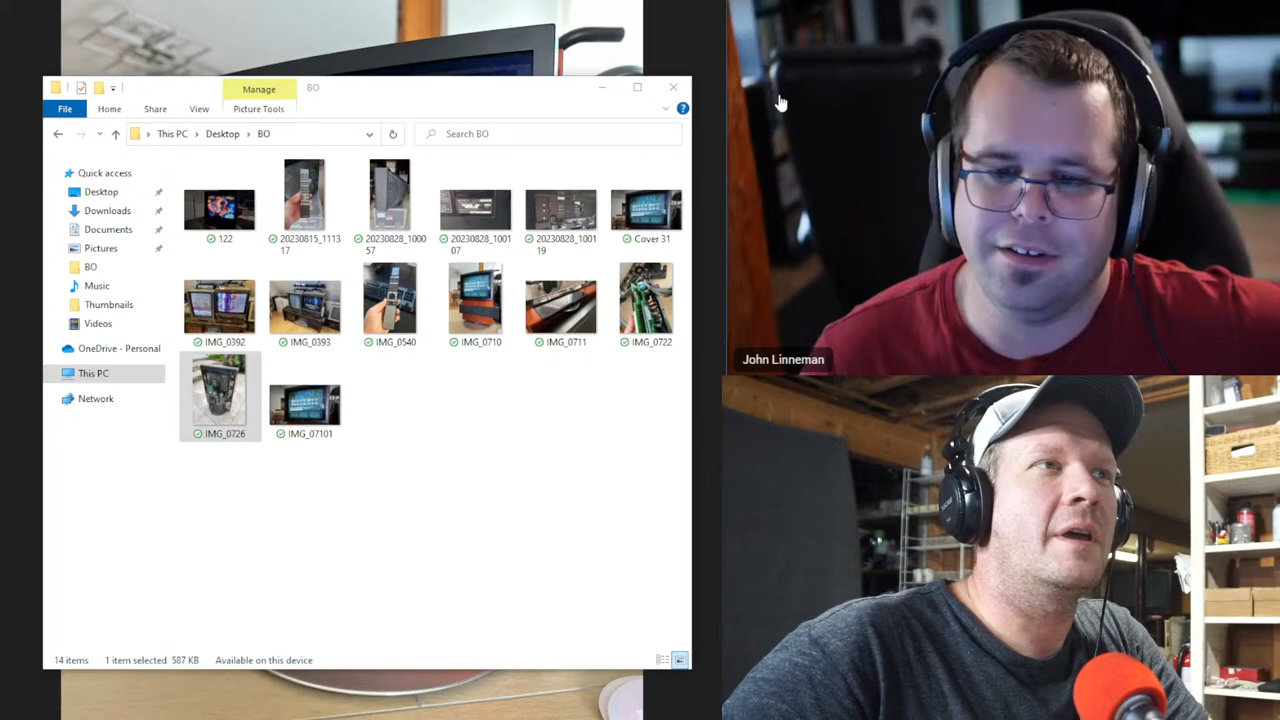 Manage
BO
File
Home
Share
View
Picture Tools
This PC
Desktop
BO
Search BO
Quick access
Desktop
Downloads
Documents
Pictures
BO
Music
Thumbnails
Videos
OneDrive - Personal
This PC
Network
122
20230815_1113
17
20230828_1000
57
20230828_1001
07
20230828_1001
19
Cover 31
IMG_0392
IMG_0393
IMG_0540
IMG_0710
IMG_0711
IMG_0722
IMG_0726
IMG_07101
14 items
1 item selected 587 KB
Available on this device
John Linneman